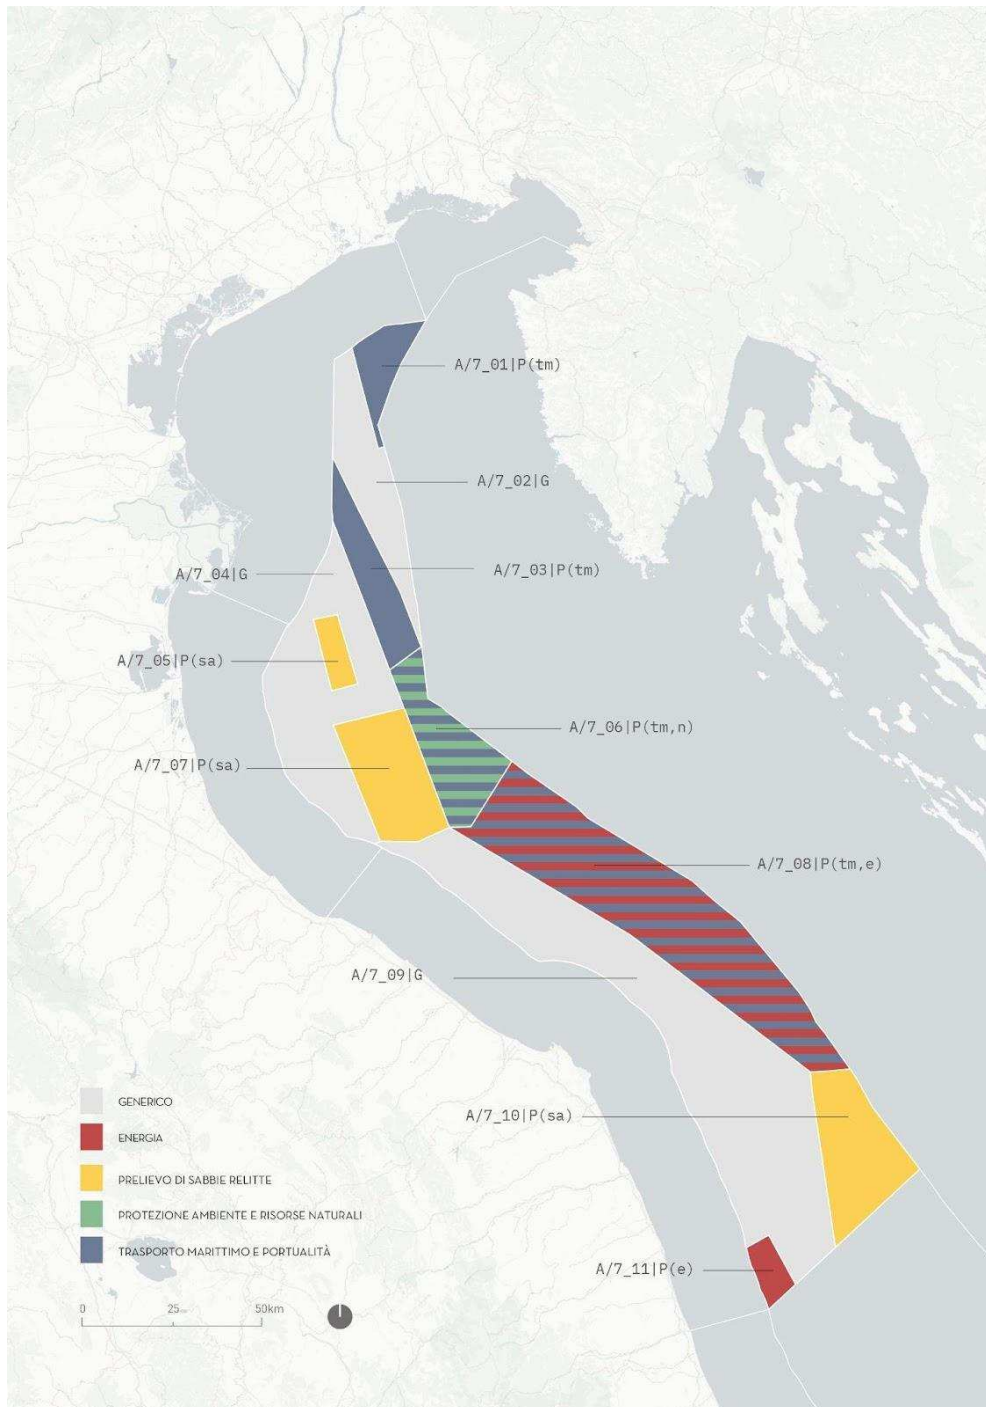 A/7_01|P(tm)
A/7_02|G
A/7_03|P(tm)
A/7_04|G
A/7_05|P(sa)
A/7_06|P(tm,n)
A/7_07|P(sa)
A/7_08|P(tm,e)
A/7_09|G
A/7_10|P(sa)
A/7_11|P(e)
GENERICO
ENERGIA
PRELIEVO DI SABBIE RELITTE
PROTEZIONE AMBIENTE E RISORSE NATURALI
TRASPORTO MARITTIMO E PORTUALITÀ
0 25 50km